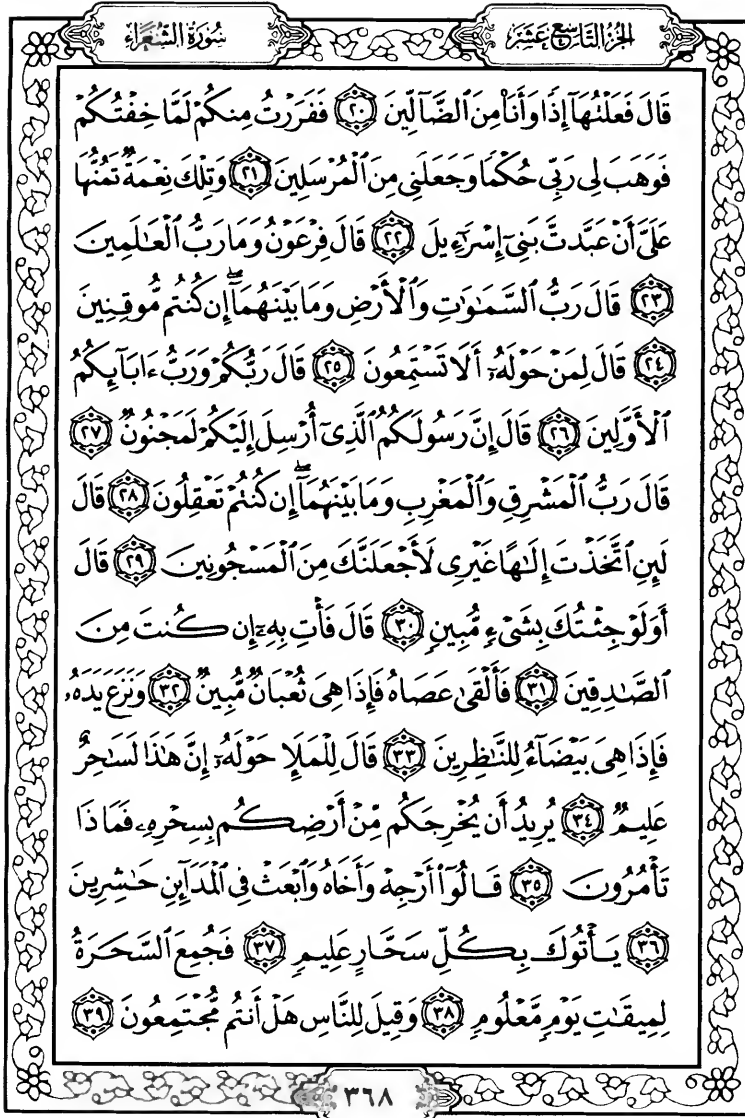 الجزء التاسع عشر
سورة الشعراء
قَالَ فَعَلْتُهَآ إِذًا وَأَنَا۠ مِنَ ٱلضَّآلِّينَ ﴿٢٠﴾ فَفَرَرْتُ مِنكُمْ لَمَّا خِفْتُكُمْ
فَوَهَبَ لِى رَبِّى حُكْمًا وَجَعَلَنِى مِنَ ٱلْمُرْسَلِينَ ﴿٢١﴾ وَتِلْكَ نِعْمَةٌ تَمُنُّهَا
عَلَىَّ أَنْ عَبَّدتَّ بَنِىٓ إِسْرَٰٓءِيلَ ﴿٢٢﴾ قَالَ فِرْعَوْنُ وَمَا رَبُّ ٱلْعَٰلَمِينَ
﴿٢٣﴾ قَالَ رَبُّ ٱلسَّمَٰوَٰتِ وَٱلْأَرْضِ وَمَا بَيْنَهُمَآ ۖ إِن كُنتُم مُّوقِنِينَ
﴿٢٤﴾ قَالَ لِمَنْ حَوْلَهُۥٓ أَلَا تَسْتَمِعُونَ ﴿٢٥﴾ قَالَ رَبُّكُمْ وَرَبُّ ءَابَآئِكُمُ
ٱلْأَوَّلِينَ ﴿٢٦﴾ قَالَ إِنَّ رَسُولَكُمُ ٱلَّذِىٓ أُرْسِلَ إِلَيْكُمْ لَمَجْنُونٌ ﴿٢٧﴾
قَالَ رَبُّ ٱلْمَشْرِقِ وَٱلْمَغْرِبِ وَمَا بَيْنَهُمَآ ۖ إِن كُنتُمْ تَعْقِلُونَ ﴿٢٨﴾ قَالَ
لَئِنِ ٱتَّخَذْتَ إِلَٰهًا غَيْرِى لَأَجْعَلَنَّكَ مِنَ ٱلْمَسْجُونِينَ ﴿٢٩﴾ قَالَ
أَوَلَوْ جِئْتُكَ بِشَىْءٍ مُّبِينٍ ﴿٣٠﴾ قَالَ فَأْتِ بِهِۦٓ إِن كُنتَ مِنَ
ٱلصَّٰدِقِينَ ﴿٣١﴾ فَأَلْقَىٰ عَصَاهُ فَإِذَا هِىَ ثُعْبَانٌ مُّبِينٌ ﴿٣٢﴾ وَنَزَعَ يَدَهُۥ
فَإِذَا هِىَ بَيْضَآءُ لِلنَّٰظِرِينَ ﴿٣٣﴾ قَالَ لِلْمَلَإِ حَوْلَهُۥٓ إِنَّ هَٰذَا لَسَٰحِرٌ
عَلِيمٌ ﴿٣٤﴾ يُرِيدُ أَن يُخْرِجَكُم مِّنْ أَرْضِكُم بِسِحْرِهِۦ فَمَاذَا
تَأْمُرُونَ ﴿٣٥﴾ قَالُوٓا۟ أَرْجِهْ وَأَخَاهُ وَٱبْعَثْ فِى ٱلْمَدَآئِنِ حَٰشِرِينَ
﴿٣٦﴾ يَأْتُوكَ بِكُلِّ سَحَّارٍ عَلِيمٍ ﴿٣٧﴾ فَجُمِعَ ٱلسَّحَرَةُ
لِمِيقَٰتِ يَوْمٍ مَّعْلُومٍ ﴿٣٨﴾ وَقِيلَ لِلنَّاسِ هَلْ أَنتُم مُّجْتَمِعُونَ ﴿٣٩﴾
٣٦٨